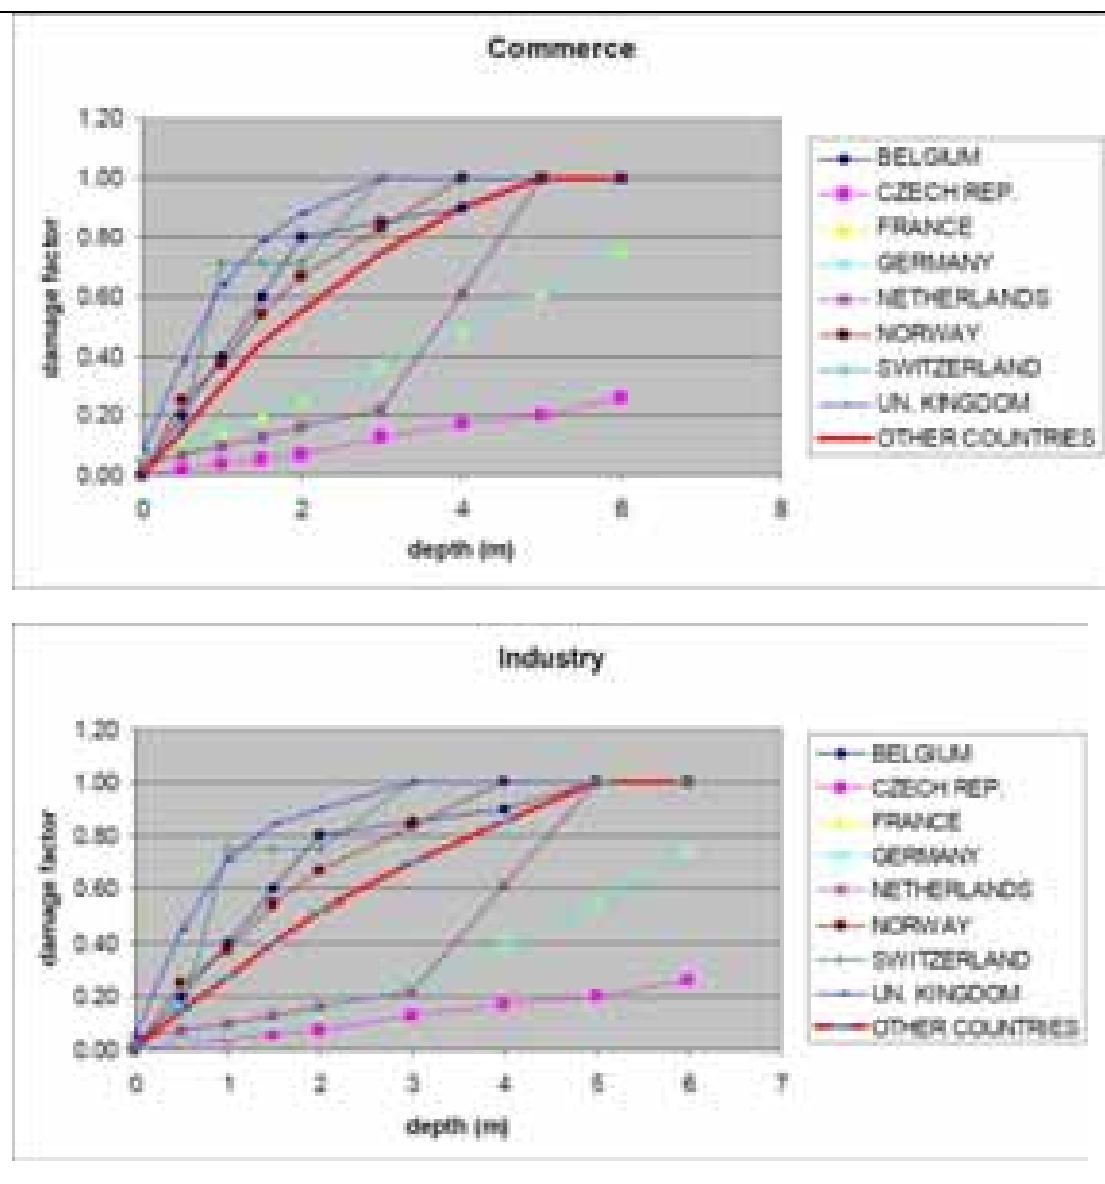 Commerce
1.20
1.00
0.80
0.60
0.40
0.20
0.00
0 2 4 6 8
damage factor
depth (m)
BELGIUM
CZECH REP.
FRANCE
GERMANY
NETHERLANDS
NORWAY
SWITZERLAND
UN. KINGDOM
OTHER COUNTRIES
Industry
1.20
1.00
0.80
0.60
0.40
0.20
0.00
0 1 2 3 4 5 6 7
damage factor
depth (m)
BELGIUM
CZECH REP.
FRANCE
GERMANY
NETHERLANDS
NORWAY
SWITZERLAND
UN. KINGDOM
OTHER COUNTRIES